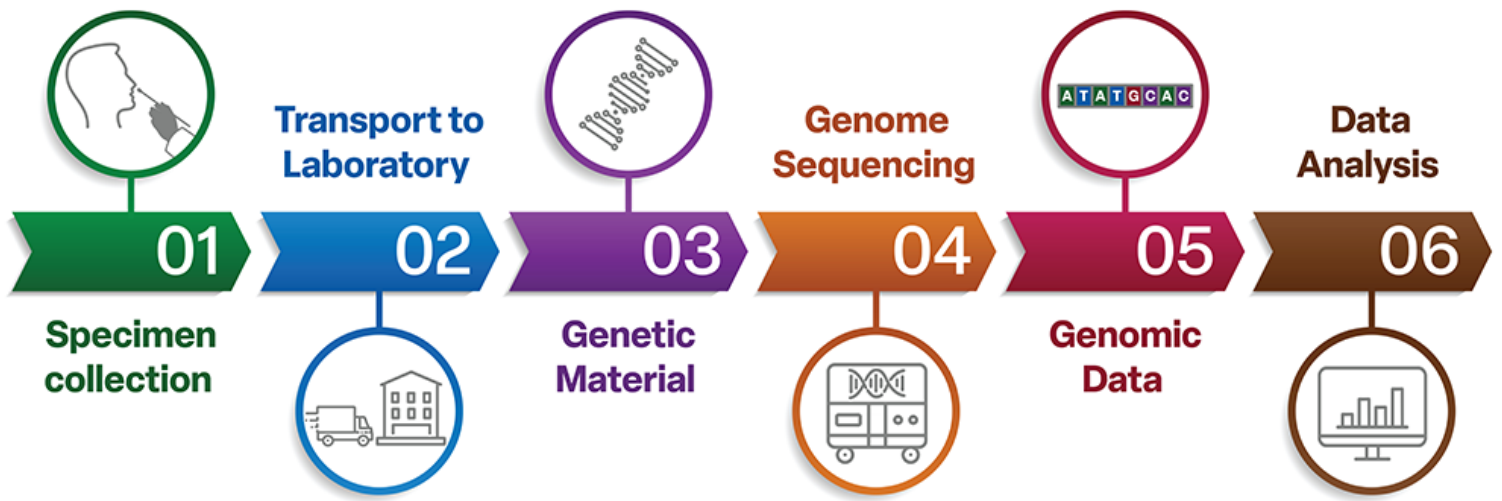 01
Specimen
collection
Transport to
Laboratory
02
03
Genetic
Material
Genome
Sequencing
04
ATATGCAC
05
Genomic
Data
Data
Analysis
06